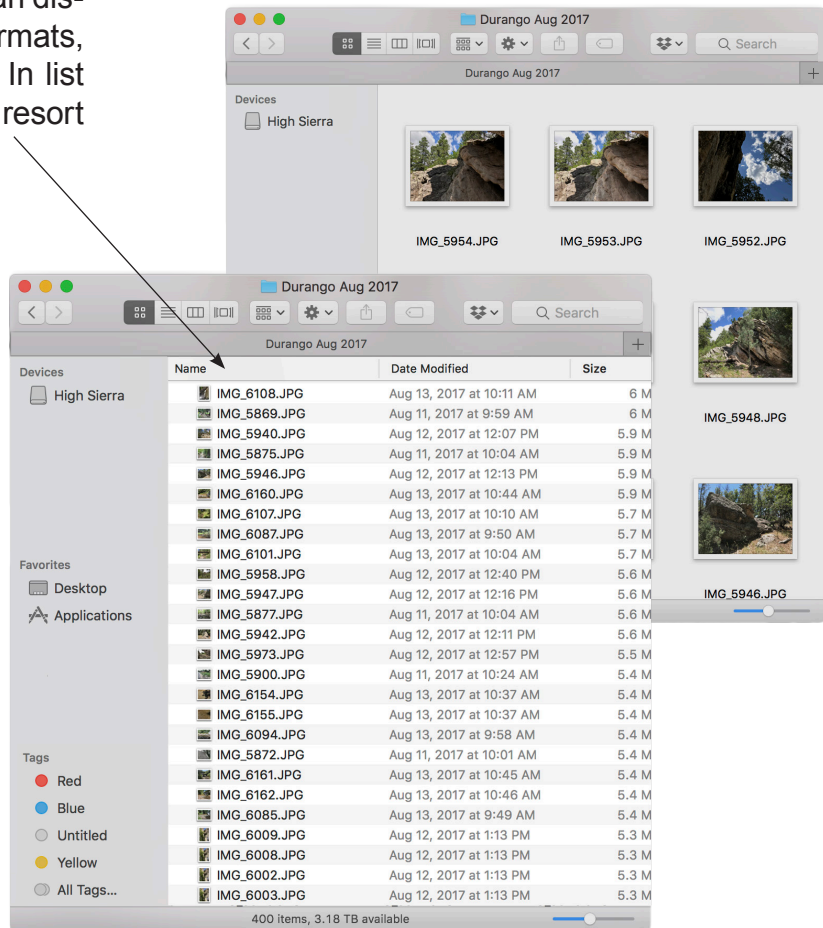 rmats,
In list
resort
Durango Aug 2017
Search
Durango Aug 2017
Devices
High Sierra
IMG_5954.JPG IMG_5953.JPG IMG_5952.JPG
IMG_5948.JPG
IMG_5946.JPG
Durango Aug 2017
Search
Durango Aug 2017
Devices
High Sierra
Favorites
Desktop
Applications
Tags
Red
Blue
Untitled
Yellow
All Tags...
Name Date Modified Size
IMG_6108.JPG Aug 13, 2017 at 10:11 AM 6 M
IMG_5869.JPG Aug 11, 2017 at 9:59 AM 6 M
IMG_5940.JPG Aug 12, 2017 at 12:07 PM 5.9 M
IMG_5875.JPG Aug 11, 2017 at 10:04 AM 5.9 M
IMG_5946.JPG Aug 12, 2017 at 12:13 PM 5.9 M
IMG_6160.JPG Aug 13, 2017 at 10:44 AM 5.9 M
IMG_6107.JPG Aug 13, 2017 at 10:10 AM 5.7 M
IMG_6087.JPG Aug 13, 2017 at 9:50 AM 5.7 M
IMG_6101.JPG Aug 13, 2017 at 10:04 AM 5.7 M
IMG_5958.JPG Aug 12, 2017 at 12:40 PM 5.6 M
IMG_5947.JPG Aug 12, 2017 at 12:16 PM 5.6 M
IMG_5877.JPG Aug 11, 2017 at 10:04 AM 5.6 M
IMG_5942.JPG Aug 12, 2017 at 12:11 PM 5.6 M
IMG_5973.JPG Aug 12, 2017 at 12:57 PM 5.5 M
IMG_5900.JPG Aug 11, 2017 at 10:24 AM 5.4 M
IMG_6154.JPG Aug 13, 2017 at 10:37 AM 5.4 M
IMG_6155.JPG Aug 13, 2017 at 10:37 AM 5.4 M
IMG_6094.JPG Aug 13, 2017 at 9:58 AM 5.4 M
IMG_5872.JPG Aug 11, 2017 at 10:01 AM 5.4 M
IMG_6161.JPG Aug 13, 2017 at 10:45 AM 5.4 M
IMG_6162.JPG Aug 13, 2017 at 10:46 AM 5.4 M
IMG_6085.JPG Aug 13, 2017 at 9:49 AM 5.4 M
IMG_6009.JPG Aug 12, 2017 at 1:13 PM 5.3 M
IMG_6008.JPG Aug 12, 2017 at 1:13 PM 5.3 M
IMG_6002.JPG Aug 12, 2017 at 1:13 PM 5.3 M
IMG_6003.JPG Aug 12, 2017 at 1:13 PM 5.3 M
400 items, 3.18 TB available